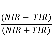 (NIR − TIR)
(NIR + TIR)